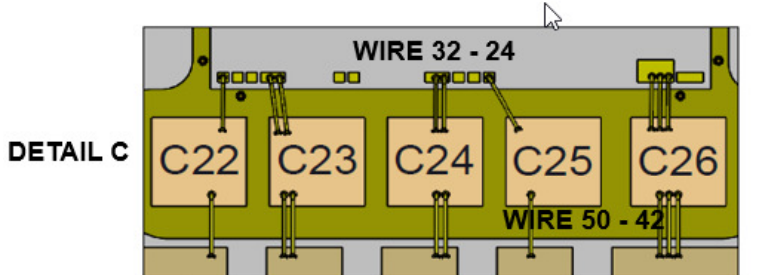 WIRE 32 - 24
DETAIL C
C22 C23 C24 C25 C26
WIRE 50 - 42